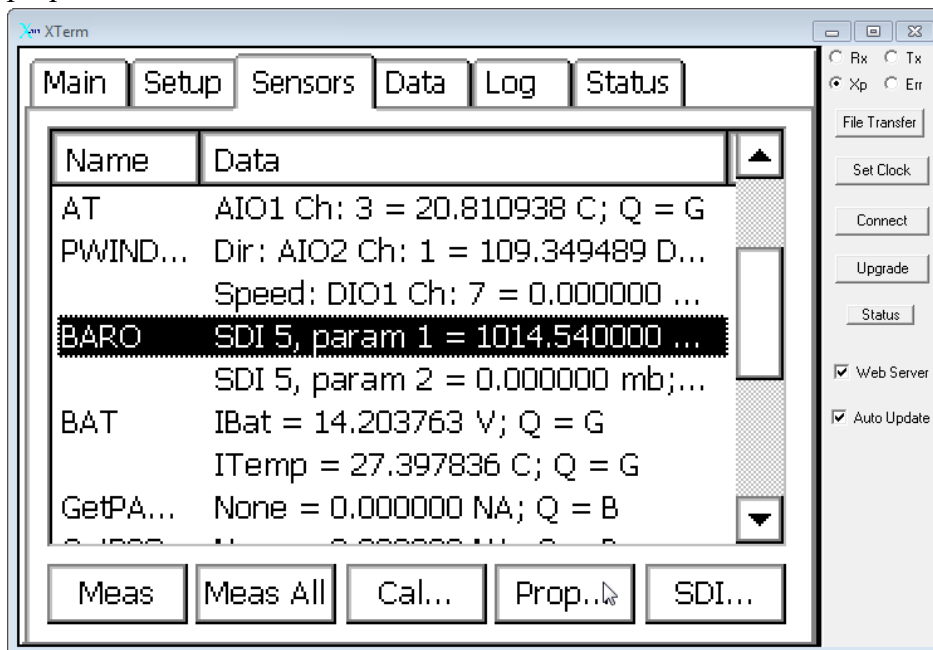 XTerm
Main Setup Sensors Data Log Status
Name Data
AT AIO1 Ch: 3 = 20.810938 C; Q = G
PWIND... Dir: AIO2 Ch: 1 = 109.349489 D...
Speed: DIO1 Ch: 7 = 0.000000 ...
BARO SDI 5, param 1 = 1014.540000 ...
SDI 5, param 2 = 0.000000 mb;...
BAT IBat = 14.203763 V; Q = G
ITemp = 27.397836 C; Q = G
GetPA... None = 0.000000 NA; Q = B
Meas Meas All Cal... Prop... SDI...
Rx Tx
Xp Err
File Transfer
Set Clock
Connect
Upgrade
Status
Web Server
Auto Update